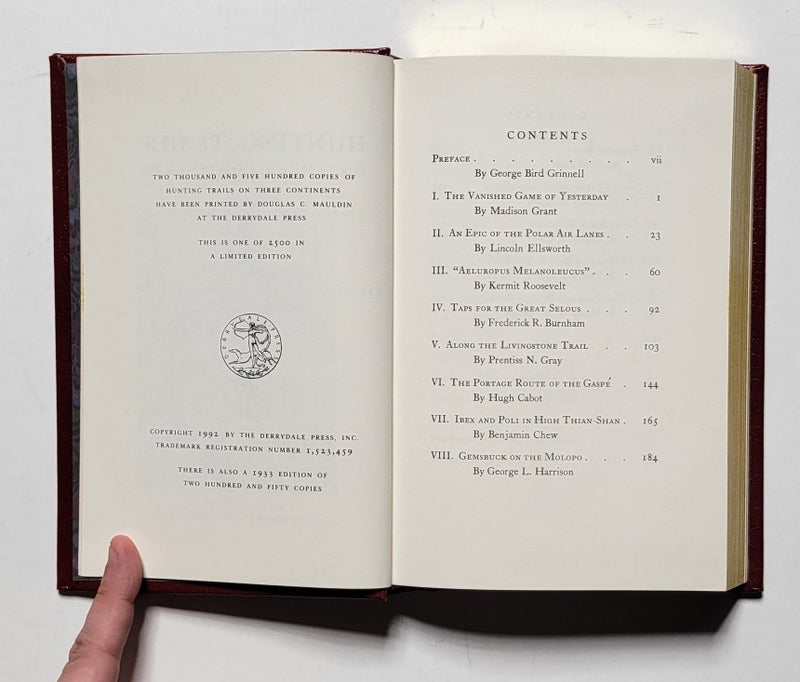 TWO THOUSAND AND FIVE HUNDRED COPIES OF
HUNTING TRAILS ON THREE CONTINENTS
HAVE BEEN PRINTED BY DOUGLAS C. MAULDIN
AT THE DERRYDALE PRESS
THIS IS ONE OF 2500 IN
A LIMITED EDITION
DERRYDALE PRESS
COPYRIGHT 1992 BY THE DERRYDALE PRESS, INC.
TRADEMARK REGISTRATION NUMBER 1,523,459
THERE IS ALSO A 1933 EDITION OF
TWO HUNDRED AND FIFTY COPIES
CONTENTS
PREFACE . . . . . . . . . vii
By George Bird Grinnell
I. THE VANISHED GAME OF YESTERDAY . 1
By Madison Grant
II. AN EPIC OF THE POLAR AIR LANES . . 23
By Lincoln Ellsworth
III. "AELUROPUS MELANOLEUCUS" . . . 60
By Kermit Roosevelt
IV. TAPS FOR THE GREAT SELOUS . . . 92
By Frederick R. Burnham
V. ALONG THE LIVINGSTONE TRAIL . . 103
By Prentiss N. Gray
VI. THE PORTAGE ROUTE OF THE GASPÉ . 144
By Hugh Cabot
VII. IBEX AND POLI IN HIGH THIAN-SHAN . 165
By Benjamin Chew
VIII. GEMSBUCK ON THE MOLOPO . . . 184
By George L. Harrison